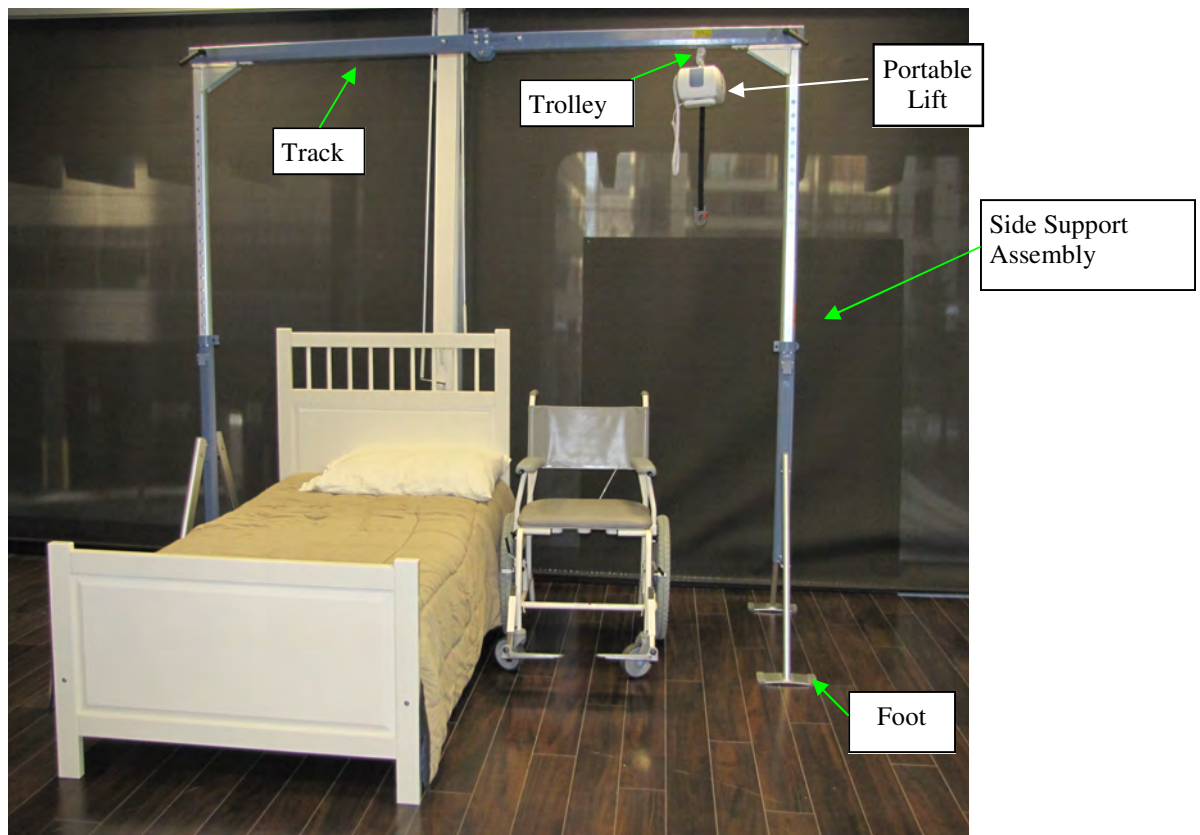 Portable
Lift
Trolley
Track
Side Support
Assembly
Foot